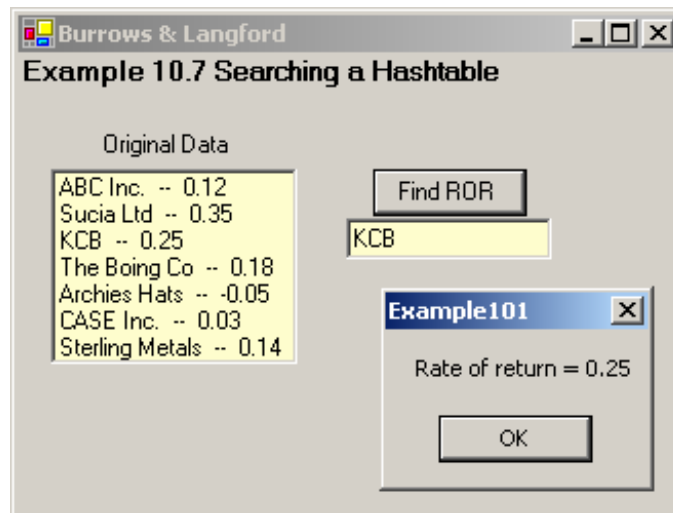 Burrows & Langford
Example 10.7 Searching a Hashtable
Original Data
ABC Inc. -- 0.12
Sucia Ltd -- 0.35
KCB -- 0.25
The Boing Co -- 0.18
Archies Hats -- -0.05
CASE Inc. -- 0.03
Sterling Metals -- 0.14
Find ROR
KCB
Example101
Rate of return = 0.25
OK